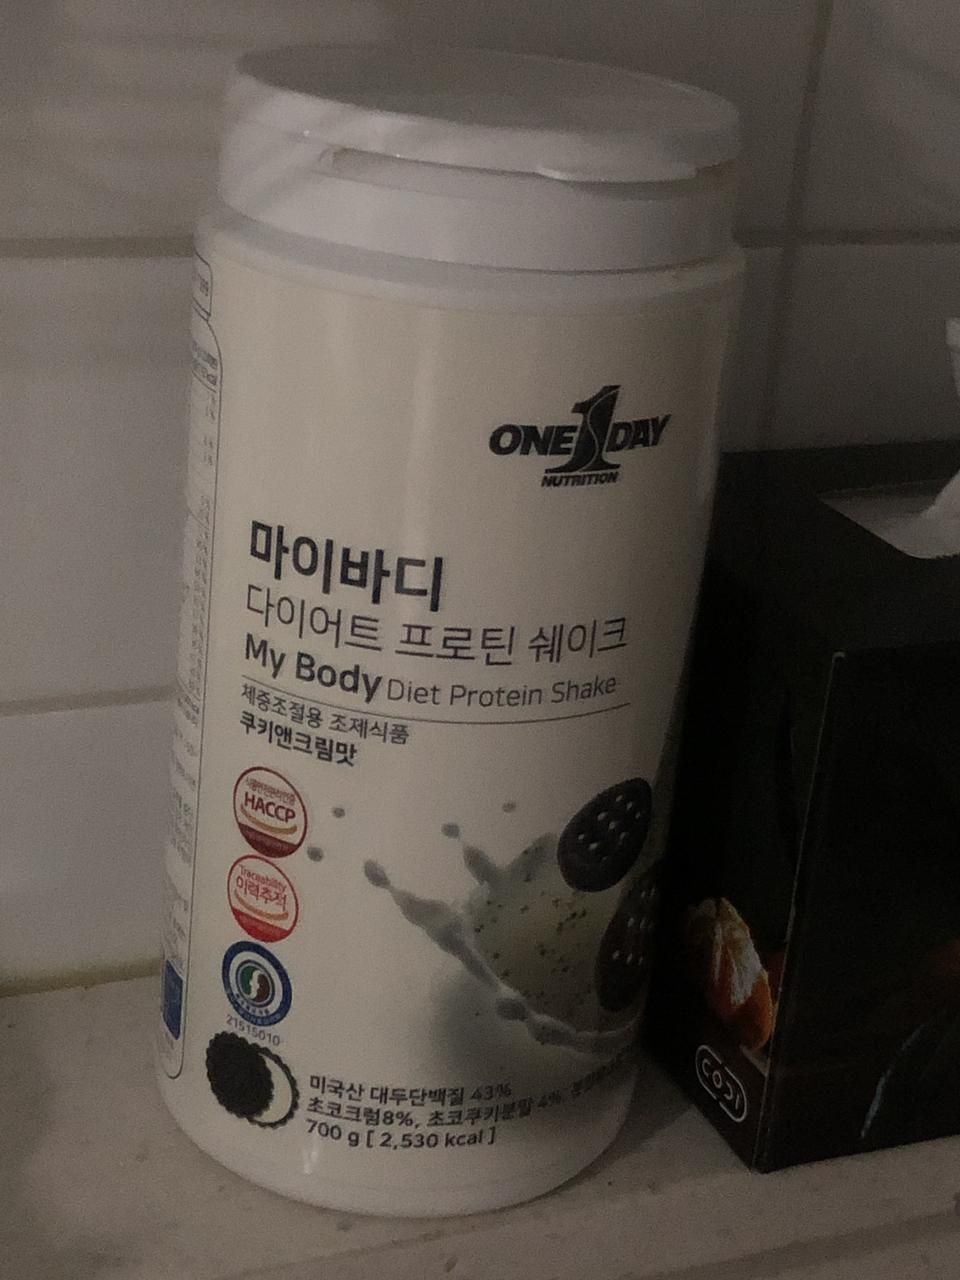 ONE 1 DAY
NUTRITION
마이바디
다이어트 프로틴 쉐이크
My Body Diet Protein Shake
체중조절용 조제식품
쿠키앤크림맛
HACCP
Traceability
이력추적
21515010
미국산 대두단백질 43%
초코크럼8%, 초코쿠키분말 4%,
700 g [ 2,530 kcal ]
CODI